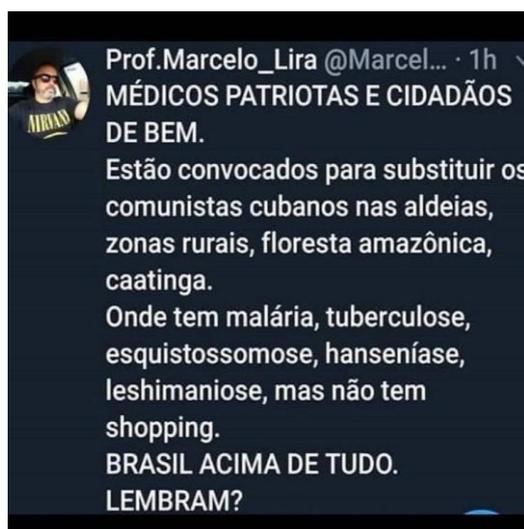 Prof.Marcelo_Lira @Marcel... · 1h
MÉDICOS PATRIOTAS E CIDADÃOS
DE BEM.
Estão convocados para substituir os
comunistas cubanos nas aldeias,
zonas rurais, floresta amazônica,
caatinga.
Onde tem malária, tuberculose,
esquistossomose, hanseníase,
leshimaniose, mas não tem
shopping.
BRASIL ACIMA DE TUDO.
LEMBRAM?
NIRVANA